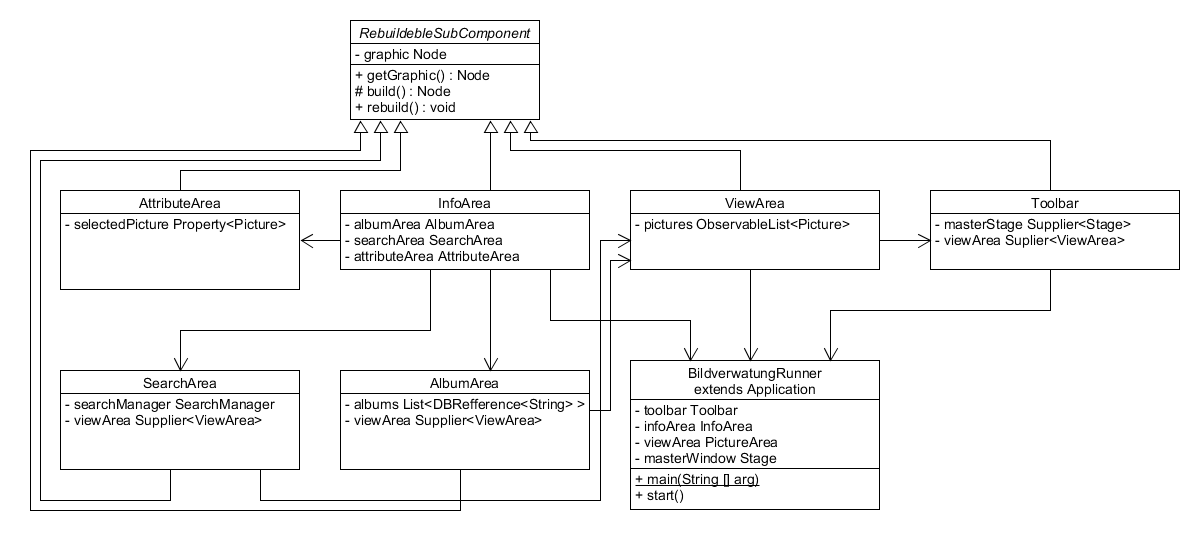 RebuildebleSubComponent
- graphic Node
+ getGraphic() : Node
# build() : Node
+ rebuild() : void
AttributeArea
- selectedPicture Property<Picture>
InfoArea
- albumArea AlbumArea
- searchArea SearchArea
- attributeArea AttributeArea
ViewArea
- pictures ObservableList<Picture>
Toolbar
- masterStage Supplier<Stage>
- viewArea Suplier<ViewArea>
SearchArea
- searchManager SearchManager
- viewArea Supplier<ViewArea>
AlbumArea
- albums List<DBRefference<String> >
- viewArea Supplier<ViewArea>
BildverwatungRunner
extends Application
- toolbar Toolbar
- infoArea InfoArea
- viewArea PictureArea
- masterWindow Stage
+ main(String [] arg)
+ start()